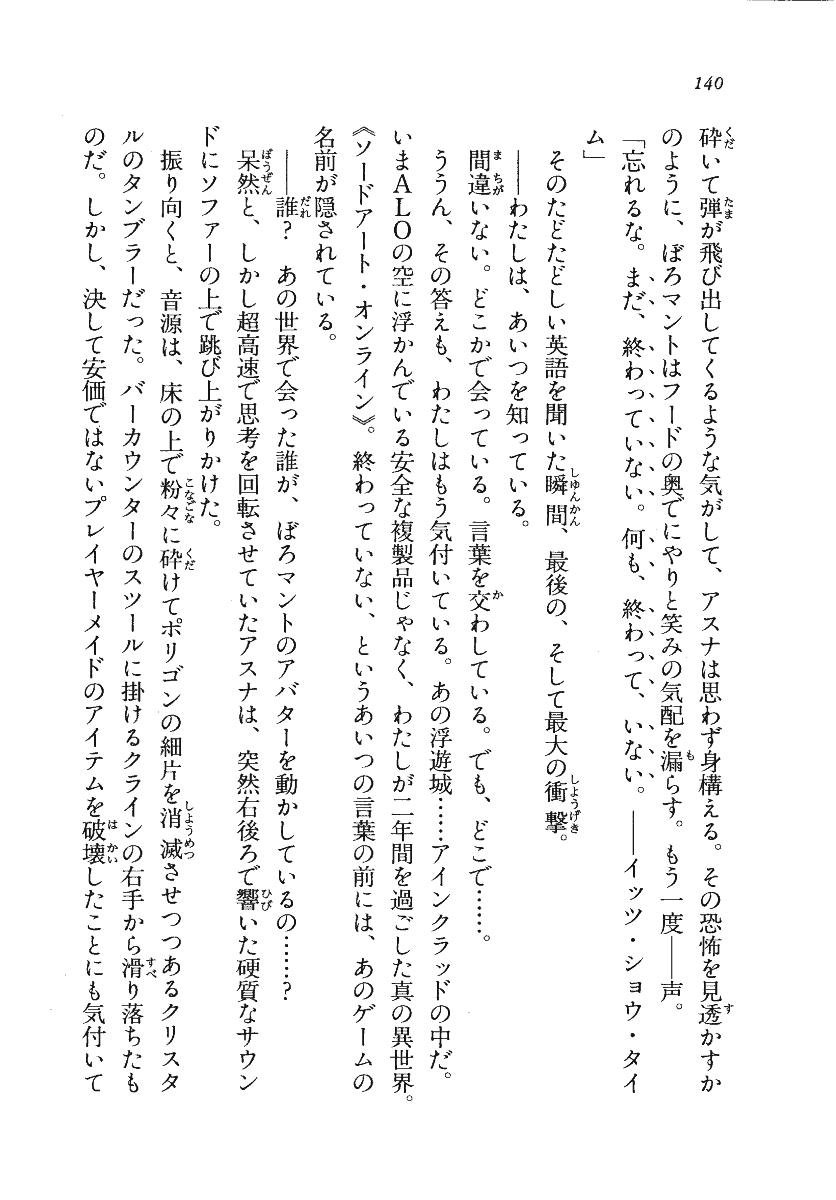 140
砕いて弾が飛び出してくるような気がして、アスナは思わず身構える。その恐怖を見透かすか
のように、ぼろマントはフードの奥でにやりと笑みの気配を漏らす。もう一度――声。
「忘れるな。まだ、終わっていない。何も、終わって、いない。――イッツ・ショウ・タイ
ム」
そのたどたどしい英語を聞いた瞬間、最後の、そして最大の衝撃。
――わたしは、あいつを知っている。
間違いない。どこかで会っている。言葉を交わしている。でも、どこで……。
ううん、その答えも、わたしはもう気付いている。あの浮遊城……アインクラッドの中だ。
いまALOの空に浮かんでいる安全な複製品じゃなく、わたしが二年間を過ごした真の異世界。
《ソードアート・オンライン》。終わっていない、というあいつの言葉の前には、あのゲームの
名前が隠されている。
――誰？　あの世界で会った誰が、ぼろマントのアバターを動かしているの……？
呆然と、しかし超高速で思考を回転させていたアスナは、突然右後ろで響いた硬質なサウン
ドにソファーの上で跳び上がりかけた。
振り向くと、音源は、床の上で粉々に砕けてポリゴンの細片を消滅させつつあるクリスタ
ルのタンブラーだった。バーカウンターのスツールに掛けるクラインの右手から滑り落ちたも
のだ。しかし、決して安価ではないプレイヤーメイドのアイテムを破壊したことにも気付いて